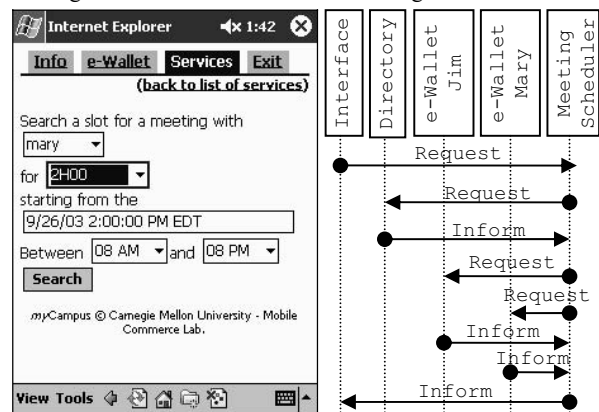 Internet Explorer 1:42
Info e-Wallet Services Exit
(back to list of services)
Search a slot for a meeting with
mary
for 2H00
starting from the
9/26/03 2:00:00 PM EDT
Between 08 AM and 08 PM
Search
myCampus © Carnegie Mellon University - Mobile
Commerce Lab.
View Tools
Interface
Directory
e-Wallet
Jim
e-Wallet
Mary
Meeting
Scheduler
Request
Request
Inform
Request
Request
Inform
Inform
Inform